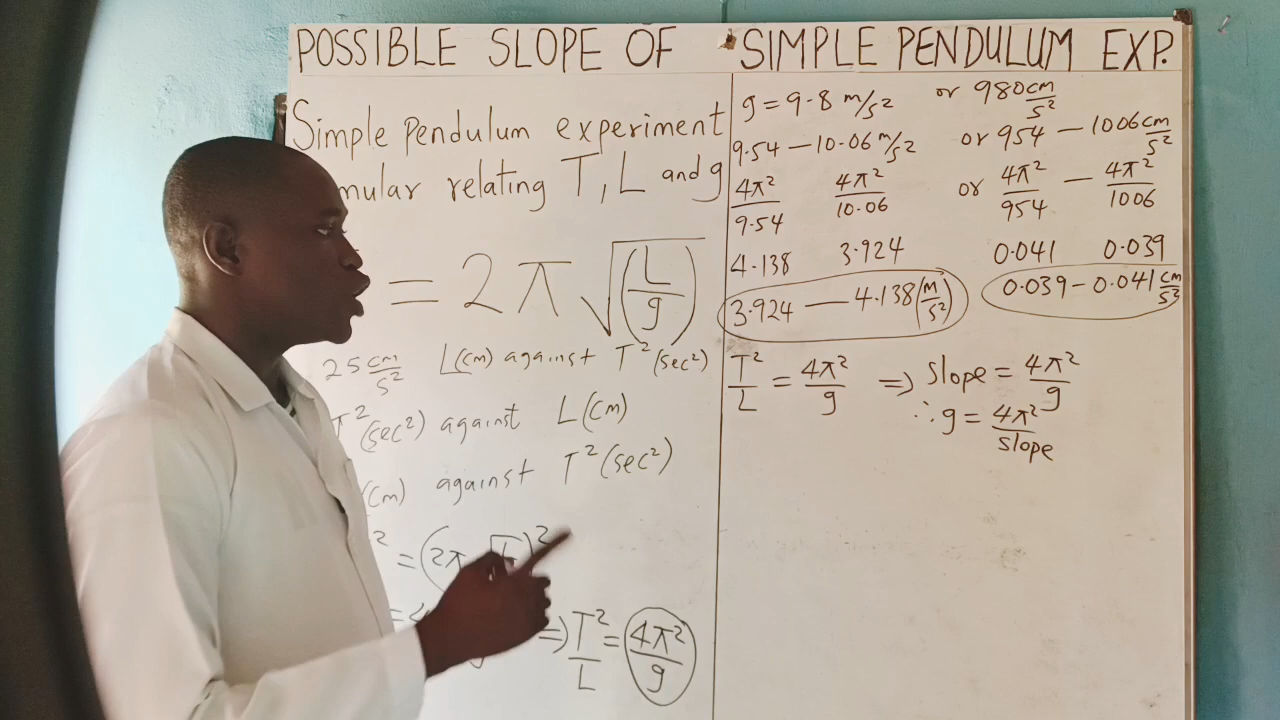 POSSIBLE SLOPE OF SIMPLE PENDULUM EXP.
Simple pendulum experiment
mular relating T, L and g
= 2π √(L/g)
25 cm/s² L(cm) against T²(sec²)
T²(sec²) against L(cm)
(cm) against T²(sec²)
² = (2π √ )²
=> T²/L = 4π²/g
g = 9.8 m/s² or 980 cm/s²
9.54 — 10.06 m/s² or 954 — 1006 cm/s²
4π²/9.54 4π²/10.06 or 4π²/954 — 4π²/1006
4.138 3.924 0.041 0.039
3.924 — 4.138 (m/s²) 0.039 – 0.041 cm/s²
T²/L = 4π²/g => slope = 4π²/g
∴ g = 4π²/slope